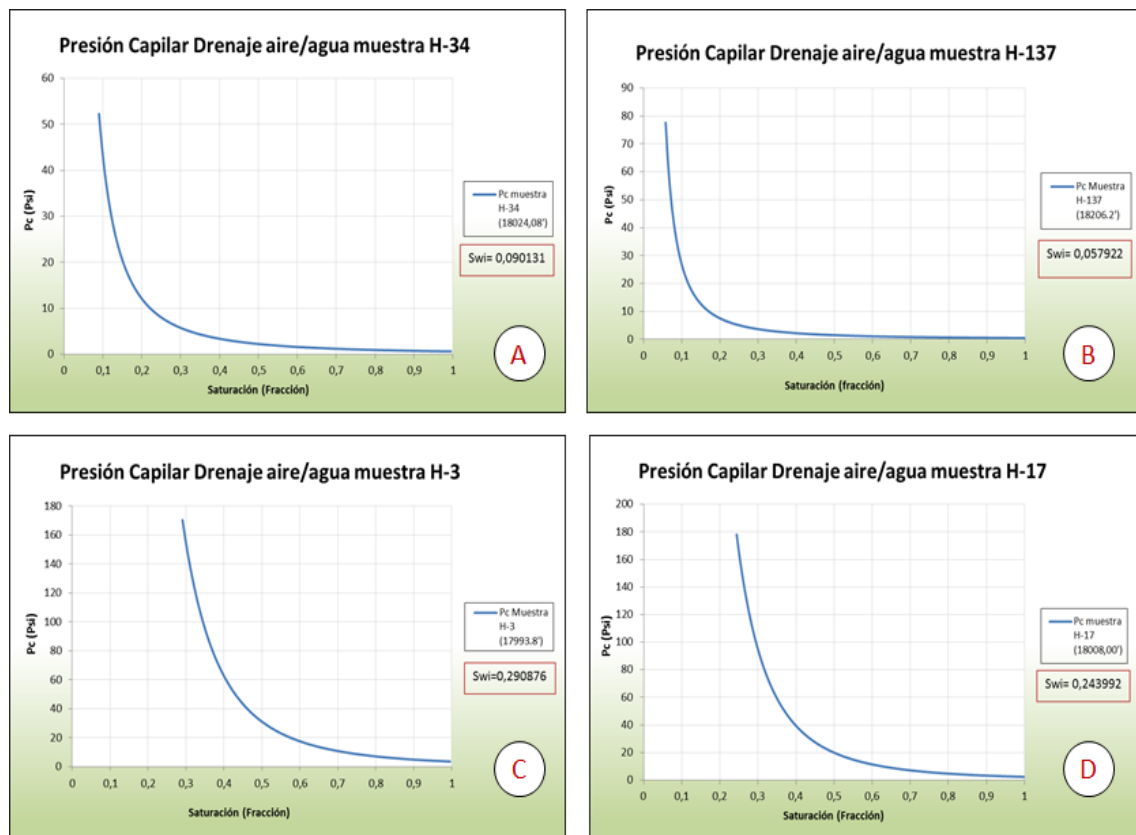 Presión Capilar Drenaje aire/agua muestra H-34
60
50
40
30
20
10
0
Pc (Psi)
0 0,1 0,2 0,3 0,4 0,5 0,6 0,7 0,8 0,9 1
Saturación (Fracción)
Pc muestra
H-34
(18024,08')
Swi= 0,090131
A
Presión Capilar Drenaje aire/agua muestra H-137
90
80
70
60
50
40
30
20
10
0
Pc (Psi)
0 0,1 0,2 0,3 0,4 0,5 0,6 0,7 0,8 0,9 1
Saturación (fracción)
Pc Muestra
H-137
(18206.2')
Swi= 0,057922
B
Presión Capilar Drenaje aire/agua muestra H-3
180
160
140
120
100
80
60
40
20
0
Pc (Psi)
0 0,1 0,2 0,3 0,4 0,5 0,6 0,7 0,8 0,9 1
Saturación (Fracción)
Pc Muestra
H-3
(17993.8')
Swi=0,290876
C
Presión Capilar Drenaje aire/agua muestra H-17
200
180
160
140
120
100
80
60
40
20
0
Pc (Psi)
0 0,1 0,2 0,3 0,4 0,5 0,6 0,7 0,8 0,9 1
Saturación (Fracción)
Pc muestra
H-17
(18008,00')
Swi= 0,243992
D